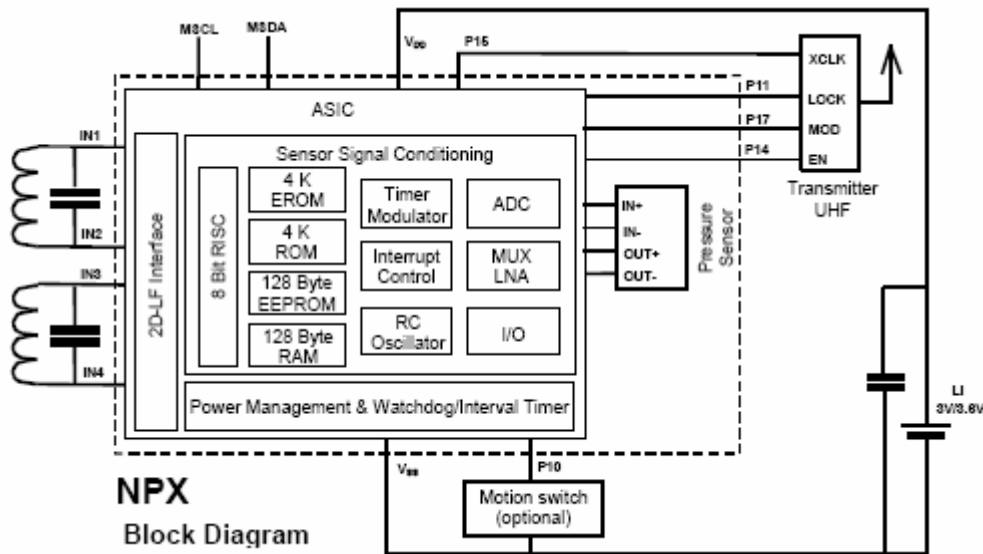 MSCL
MSDA
VDD
P15
XCLK
P11
LOCK
P17
MOD
P14
EN
Transmitter
UHF
ASIC
IN1
IN2
IN3
IN4
2D-LF Interface
Sensor Signal Conditioning
8 Bit RISC
4 K
EROM
4 K
ROM
128 Byte
EEPROM
128 Byte
RAM
Timer
Modulator
Interrupt
Control
RC
Oscillator
ADC
MUX
LNA
I/O
IN+
IN-
OUT+
OUT-
Pressure
Sensor
Power Management & Watchdog/Interval Timer
LI
3V/3.6V
VSS
P10
Motion switch
(optional)
NPX
Block Diagram